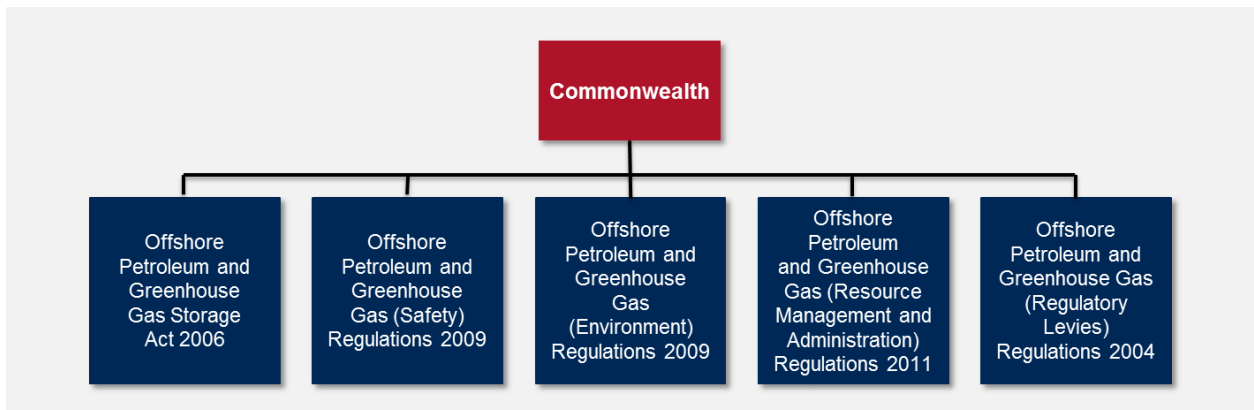 Commonwealth
Offshore
Petroleum and
Greenhouse
Gas Storage
Act 2006
Offshore
Petroleum and
Greenhouse
Gas (Safety)
Regulations 2009
Offshore
Petroleum and
Greenhouse
Gas
(Environment)
Regulations 2009
Offshore
Petroleum
and Greenhouse
Gas (Resource
Management and
Administration)
Regulations 2011
Offshore
Petroleum and
Greenhouse Gas
(Regulatory
Levies)
Regulations 2004